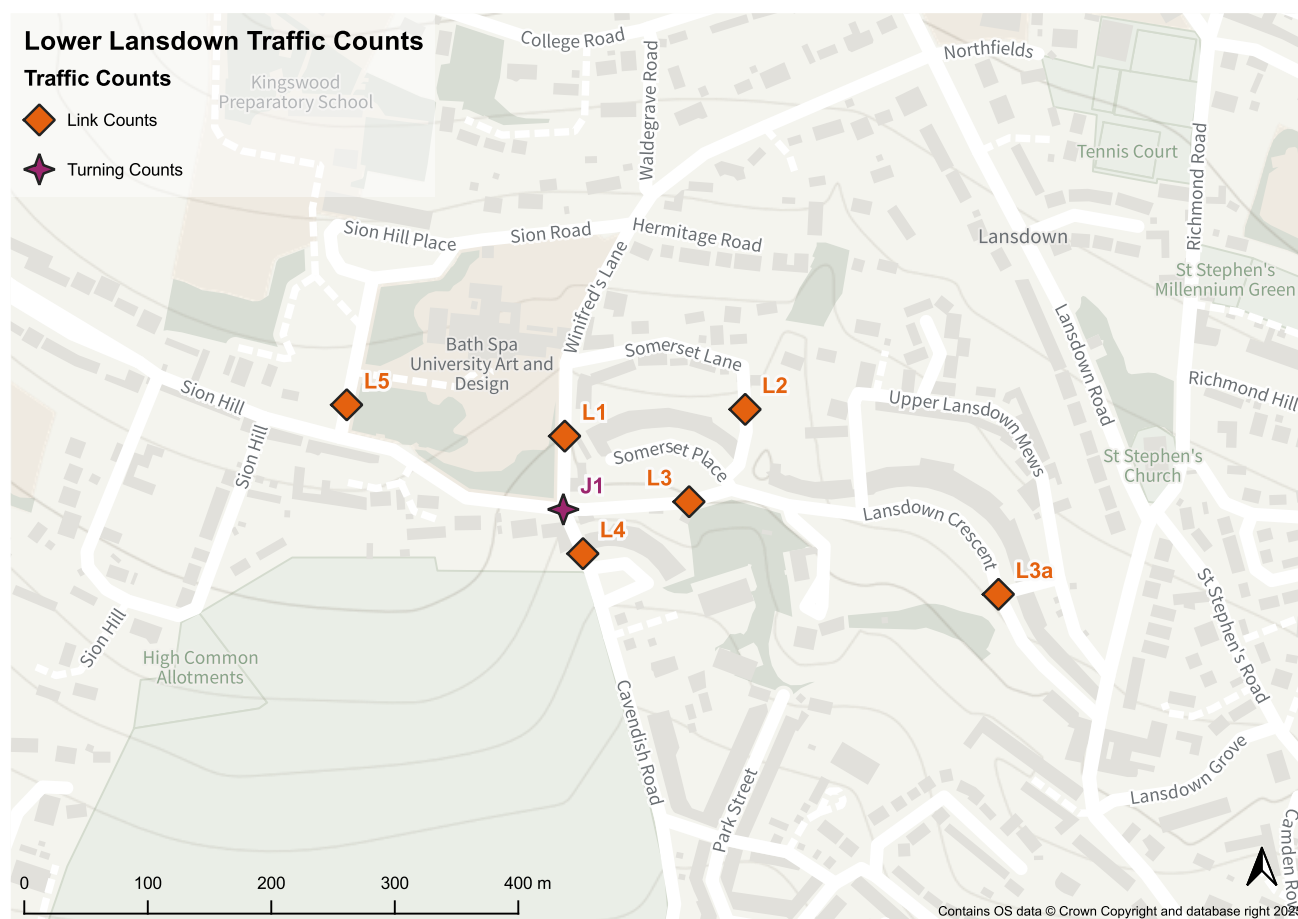 Lower Lansdown Traffic Counts
Traffic Counts
Link Counts
Turning Counts
Kingswood
Preparatory School
College Road
Waldegrave Road
Northfields
Tennis Court
Richmond Road
Sion Hill Place
Sion Road
Hermitage Road
Lansdown
St Stephen's
Millennium Green
Winifred's Lane
Bath Spa
University Art and
Design
Somerset Lane
Lansdown Road
L5
L2
Richmond Hill
Sion Hill
L1
Upper Lansdown Mews
Sion Hill
Somerset Place
St Stephen's
Church
L3
J1
Lansdown Crescent
L4
L3a
St Stephen's Road
Sion Hill
High Common
Allotments
Cavendish Road
Park Street
Lansdown Grove
0 100 200 300 400 m
Contains OS data © Crown Copyright and database right